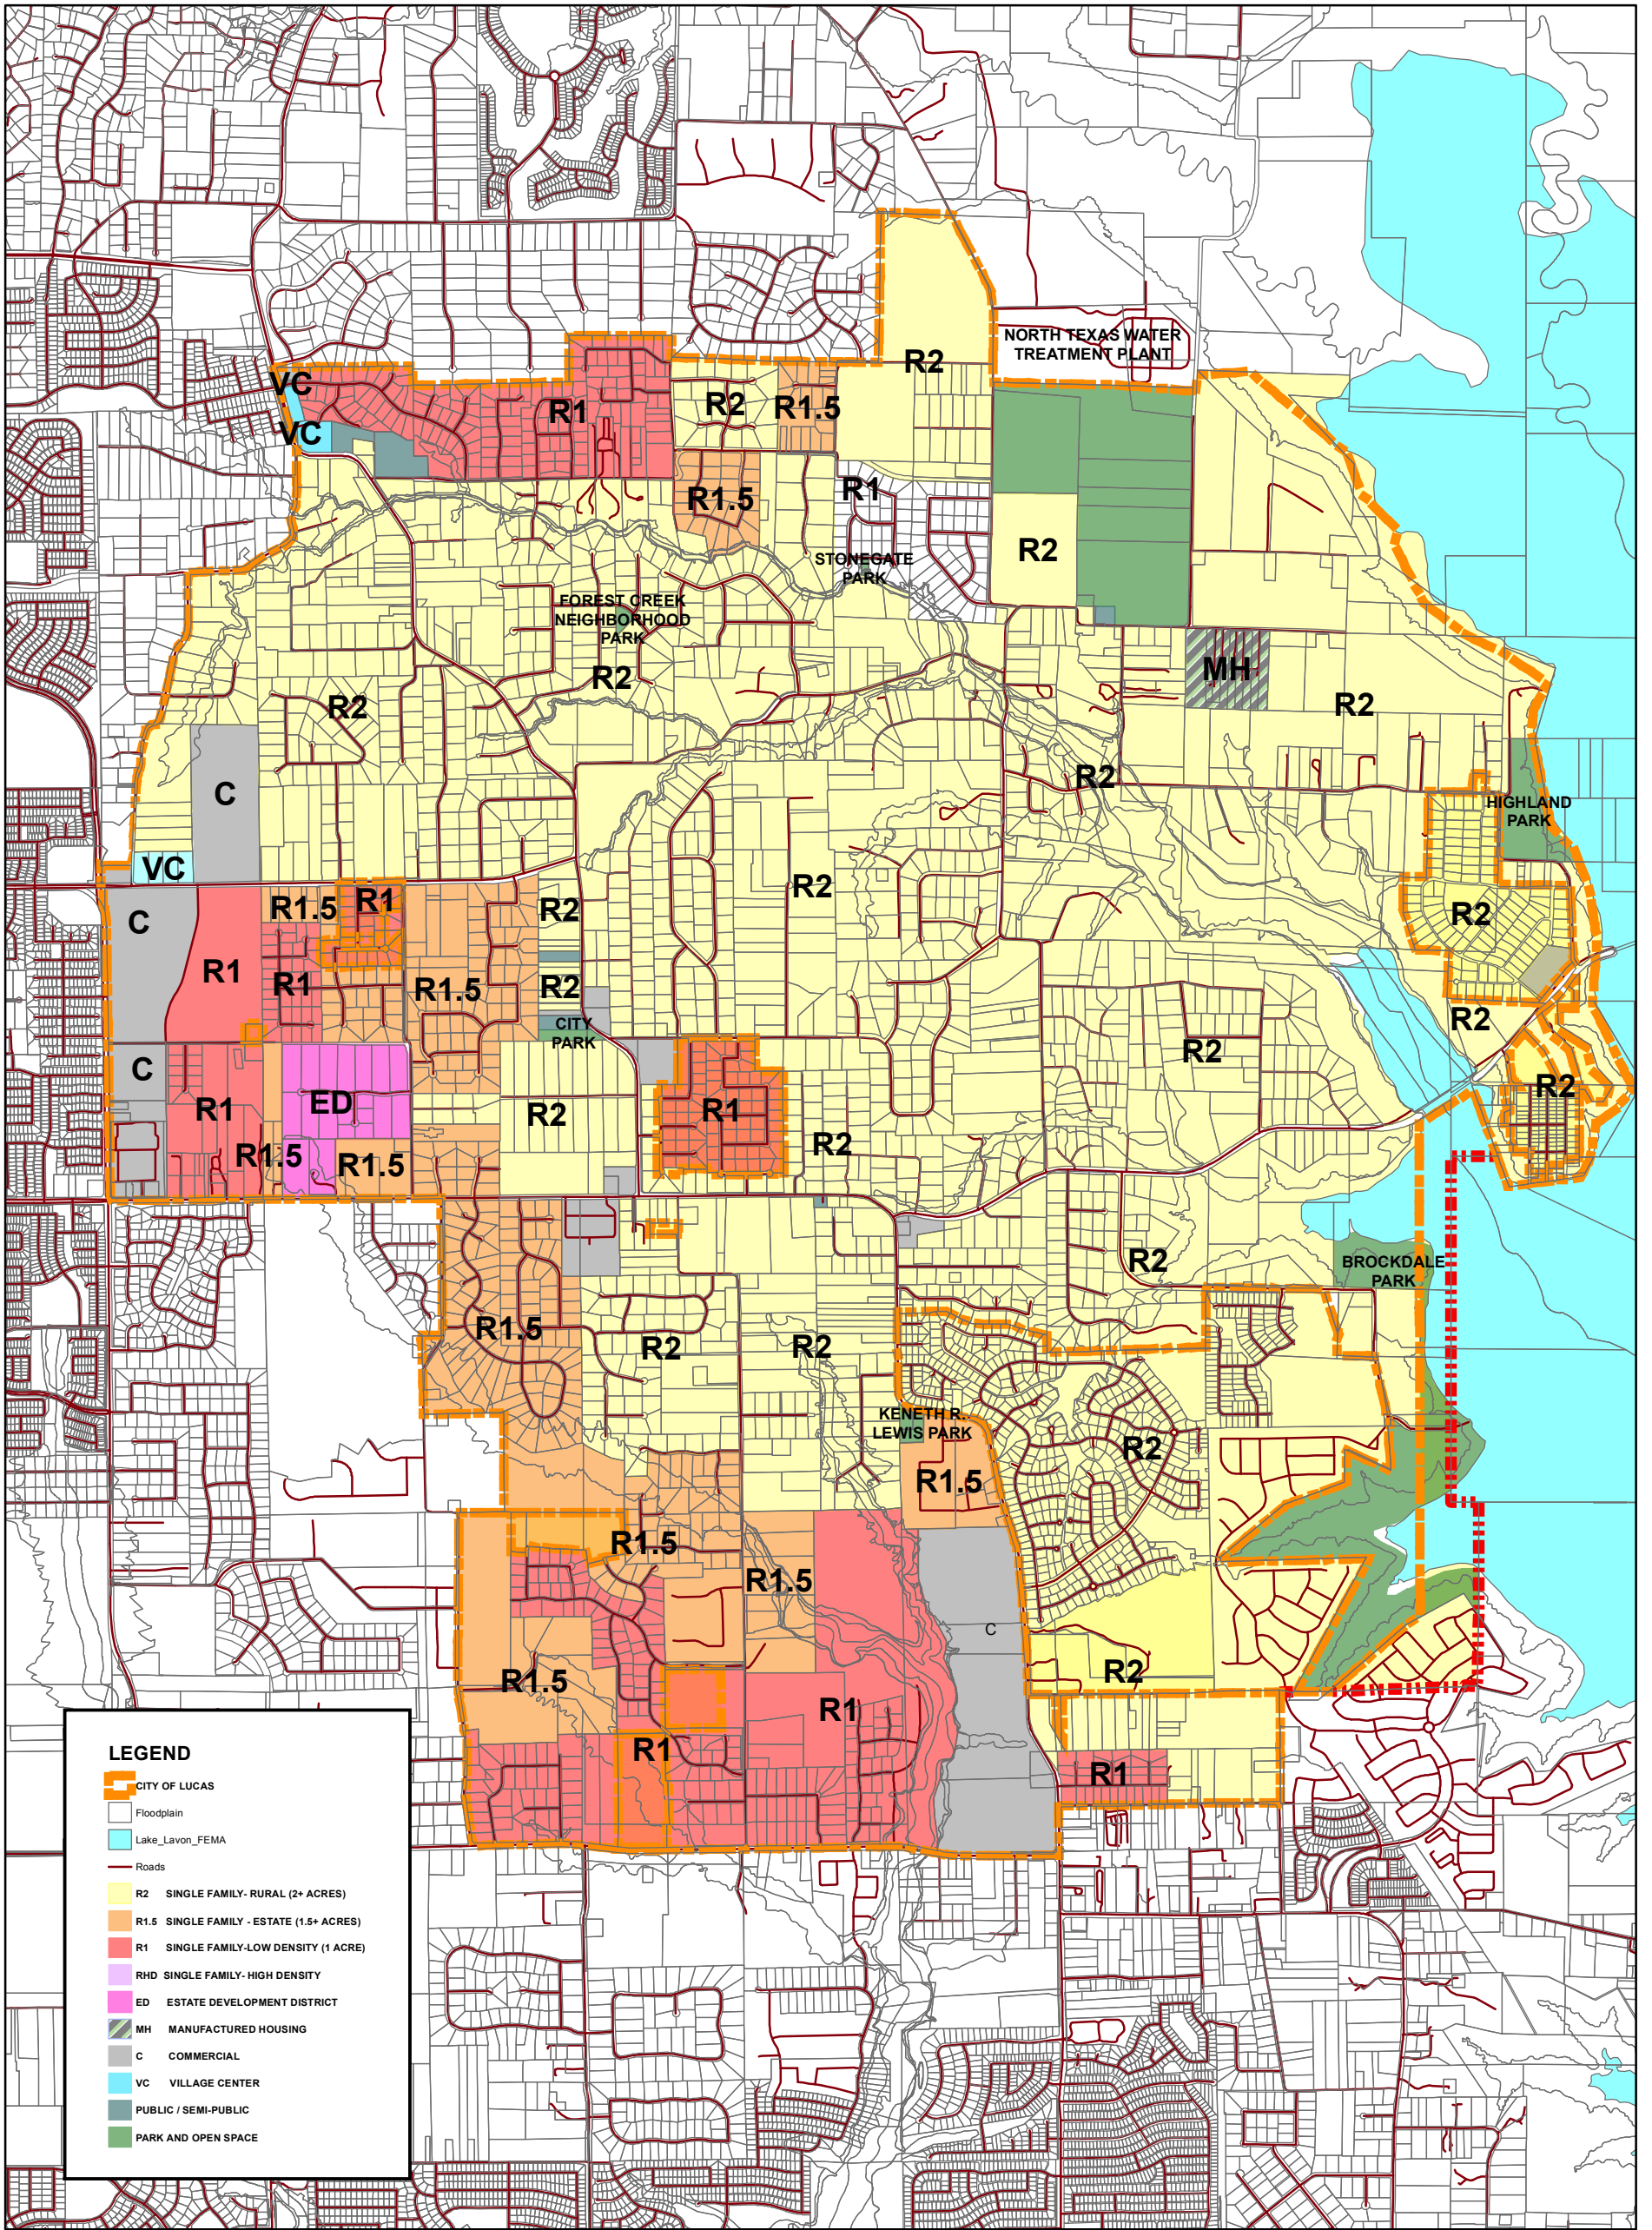 NORTH TEXAS WATER
TREATMENT PLANT
R2
VC
R2
R1.5
R1
VC
R1.5
R1
R2
STONEGATE
PARK
FOREST CREEK
NEIGHBORHOOD
PARK
R2
MH
R2
R2
R2
C
HIGHLAND
PARK
VC
R2
R1
R1.5
R2
C
R2
R1
R1
R1.5
R2
R2
CITY
PARK
R2
C
ED
R2
R1
R1
R2
R2
R1.5
R1.5
R2
BROCKDALE
PARK
R1.5
R2
R2
KENETH R.
LEWIS PARK
R2
R1.5
R1.5
R1.5
C
R2
R1.5
R1
R1
R1
LEGEND
CITY OF LUCAS
Floodplain
Lake_Lavon_FEMA
Roads
R2 SINGLE FAMILY- RURAL (2+ ACRES)
R1.5 SINGLE FAMILY - ESTATE (1.5+ ACRES)
R1 SINGLE FAMILY-LOW DENSITY (1 ACRE)
RHD SINGLE FAMILY- HIGH DENSITY
ED ESTATE DEVELOPMENT DISTRICT
MH MANUFACTURED HOUSING
C COMMERCIAL
VC VILLAGE CENTER
PUBLIC / SEMI-PUBLIC
PARK AND OPEN SPACE